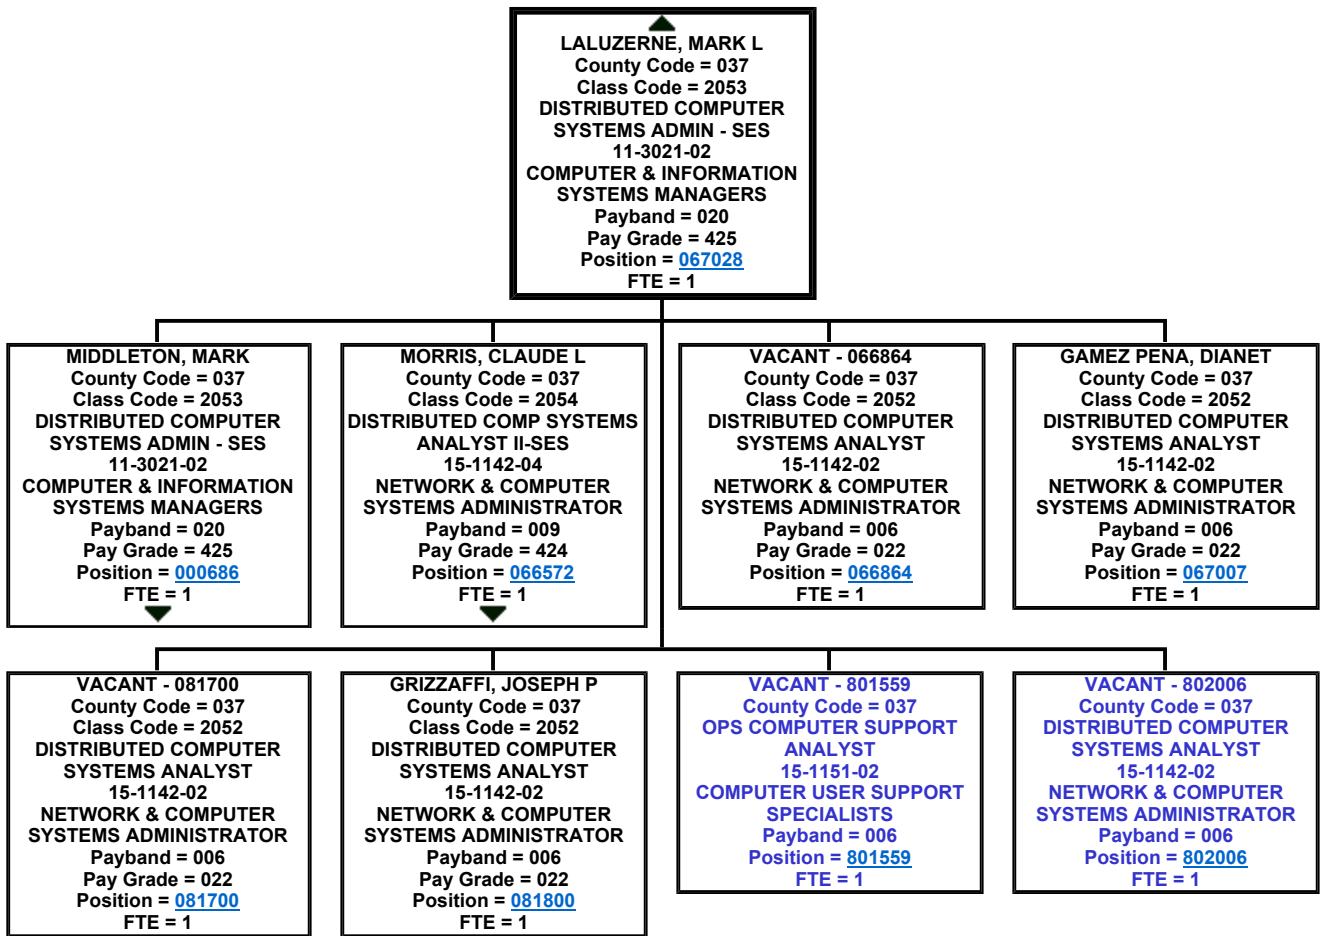 LALUZERNE, MARK L
County Code = 037
Class Code = 2053
DISTRIBUTED COMPUTER
SYSTEMS ADMIN - SES
11-3021-02
COMPUTER & INFORMATION
SYSTEMS MANAGERS
Payband = 020
Pay Grade = 425
Position = 067028
FTE = 1
MIDDLETON, MARK
County Code = 037
Class Code = 2053
DISTRIBUTED COMPUTER
SYSTEMS ADMIN - SES
11-3021-02
COMPUTER & INFORMATION
SYSTEMS MANAGERS
Payband = 020
Pay Grade = 425
Position = 000686
FTE = 1
MORRIS, CLAUDE L
County Code = 037
Class Code = 2054
DISTRIBUTED COMP SYSTEMS
ANALYST II-SES
15-1142-04
NETWORK & COMPUTER
SYSTEMS ADMINISTRATOR
Payband = 009
Pay Grade = 424
Position = 066572
FTE = 1
VACANT - 066864
County Code = 037
Class Code = 2052
DISTRIBUTED COMPUTER
SYSTEMS ANALYST
15-1142-02
NETWORK & COMPUTER
SYSTEMS ADMINISTRATOR
Payband = 006
Pay Grade = 022
Position = 066864
FTE = 1
GAMEZ PENA, DIANET
County Code = 037
Class Code = 2052
DISTRIBUTED COMPUTER
SYSTEMS ANALYST
15-1142-02
NETWORK & COMPUTER
SYSTEMS ADMINISTRATOR
Payband = 006
Pay Grade = 022
Position = 067007
FTE = 1
VACANT - 081700
County Code = 037
Class Code = 2052
DISTRIBUTED COMPUTER
SYSTEMS ANALYST
15-1142-02
NETWORK & COMPUTER
SYSTEMS ADMINISTRATOR
Payband = 006
Pay Grade = 022
Position = 081700
FTE = 1
GRIZZAFFI, JOSEPH P
County Code = 037
Class Code = 2052
DISTRIBUTED COMPUTER
SYSTEMS ANALYST
15-1142-02
NETWORK & COMPUTER
SYSTEMS ADMINISTRATOR
Payband = 006
Pay Grade = 022
Position = 081800
FTE = 1
VACANT - 801559
County Code = 037
OPS COMPUTER SUPPORT
ANALYST
15-1151-02
COMPUTER USER SUPPORT
SPECIALISTS
Payband = 006
Position = 801559
FTE = 1
VACANT - 802006
County Code = 037
DISTRIBUTED COMPUTER
SYSTEMS ANALYST
15-1142-02
NETWORK & COMPUTER
SYSTEMS ADMINISTRATOR
Payband = 006
Position = 802006
FTE = 1